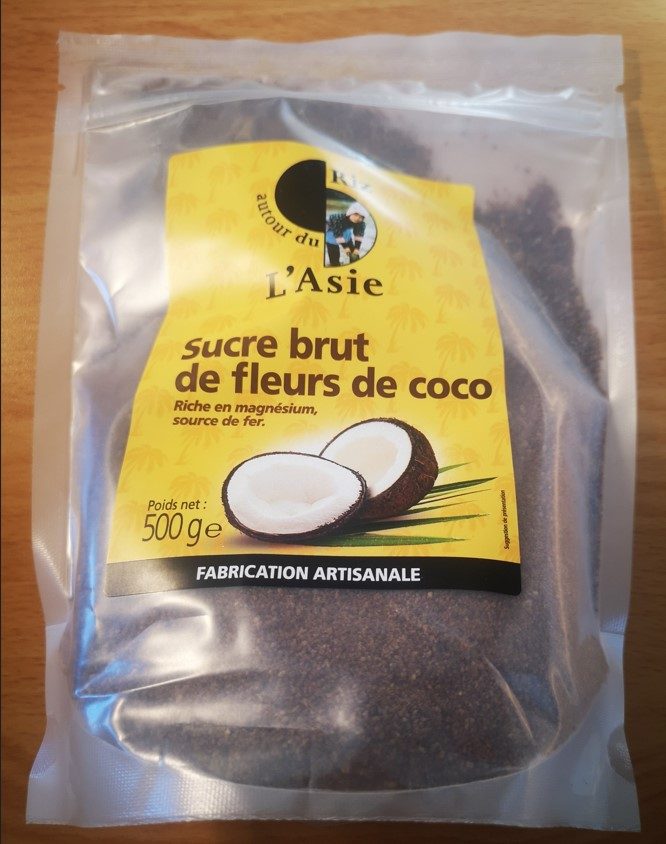 Riz
autour du
L'Asie
sucre brut
de fleurs de coco
Riche en magnésium,
source de fer.
Poids net :
500 g e
Suggestion de présentation
FABRICATION ARTISANALE